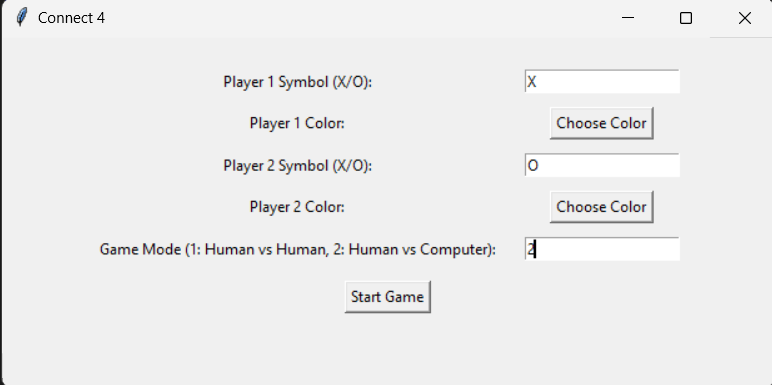 Connect 4
Player 1 Symbol (X/O): X
Player 1 Color: Choose Color
Player 2 Symbol (X/O): O
Player 2 Color: Choose Color
Game Mode (1: Human vs Human, 2: Human vs Computer): 2
Start Game